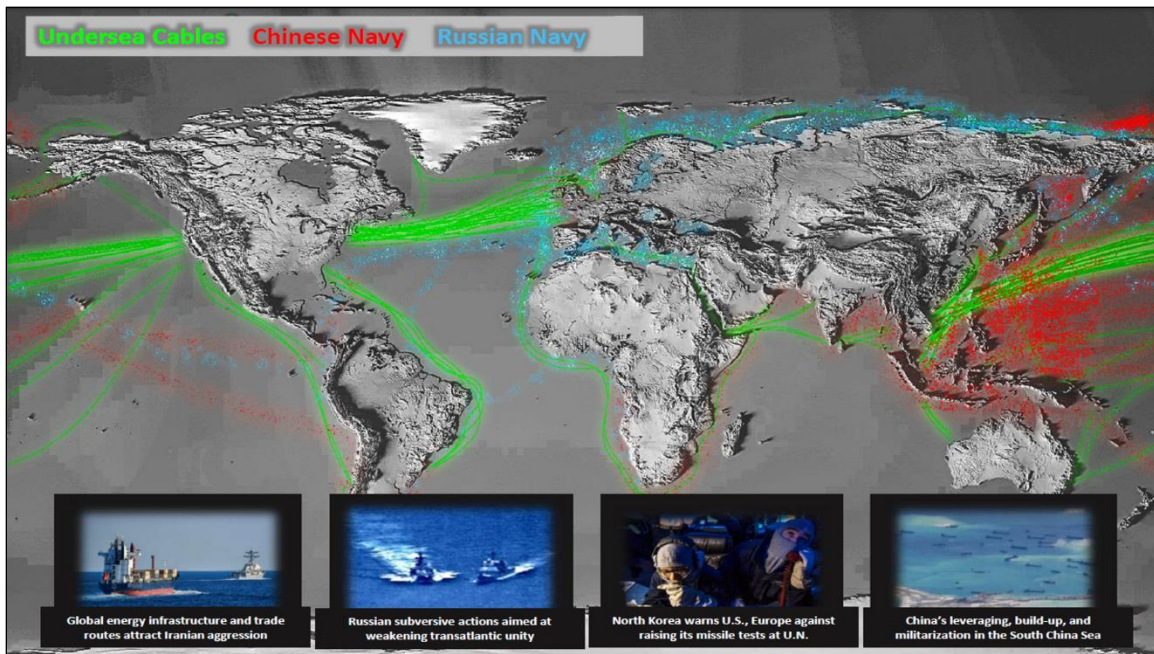 Undersea Cables Chinese Navy Russian Navy
Global energy infrastructure and trade
routes attract Iranian aggression
Russian subversive actions aimed at
weakening transatlantic unity
North Korea warns U.S., Europe against
raising its missile tests at U.N.
China's leveraging, build-up, and
militarization in the South China Sea